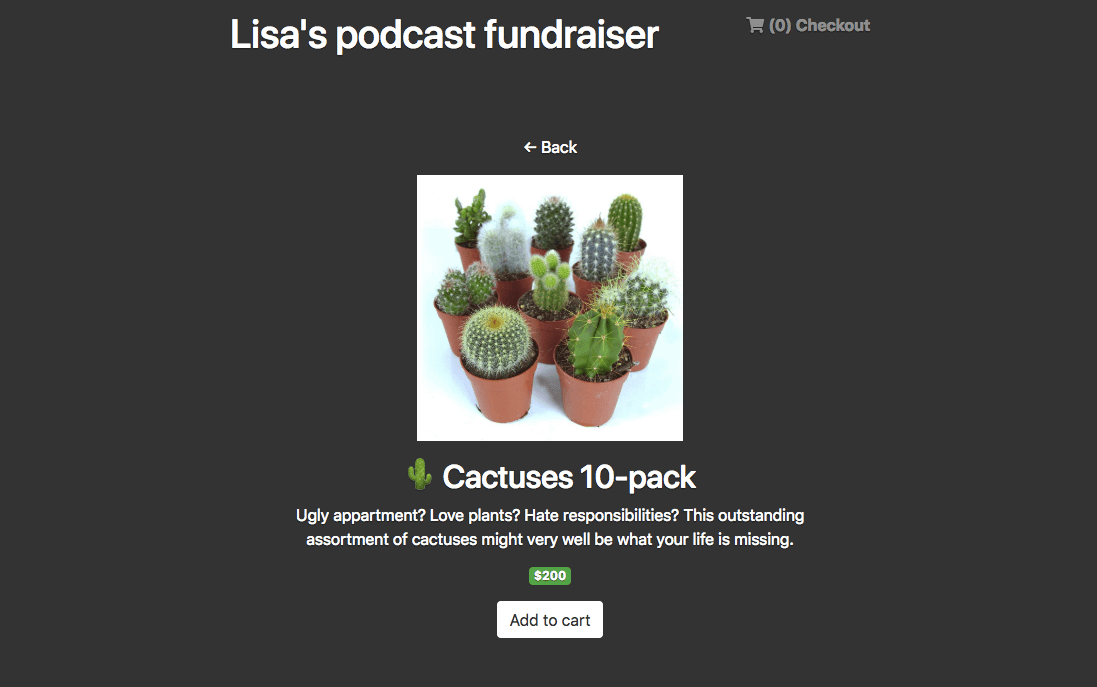 Lisa's podcast fundraiser
(0) Checkout
← Back
🌵 Cactuses 10-pack
Ugly appartment? Love plants? Hate responsibilities? This outstanding
assortment of cactuses might very well be what your life is missing.
$200
Add to cart